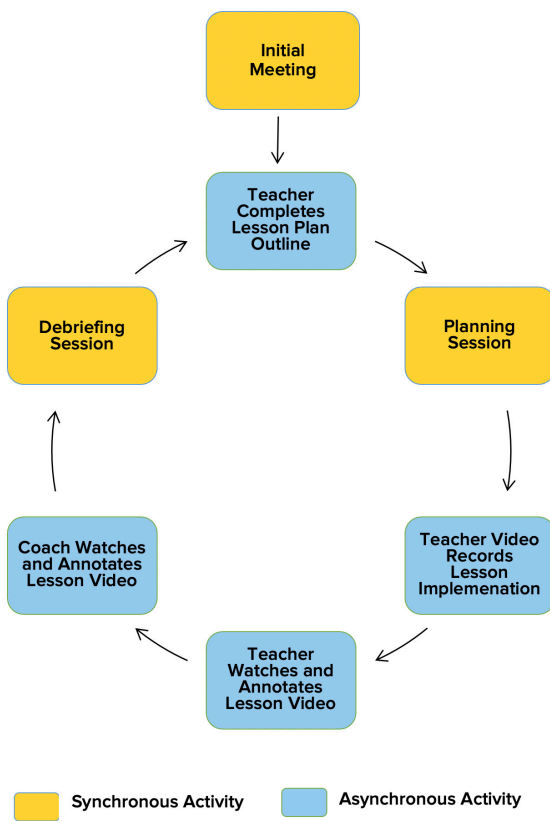 Initial
Meeting
Teacher
Completes
Lesson Plan
Outline
Debriefing
Session
Planning
Session
Coach Watches
and Annotates
Lesson Video
Teacher Video
Records
Lesson
Implemenation
Teacher
Watches and
Annotates
Lesson Video
Synchronous Activity
Asynchronous Activity